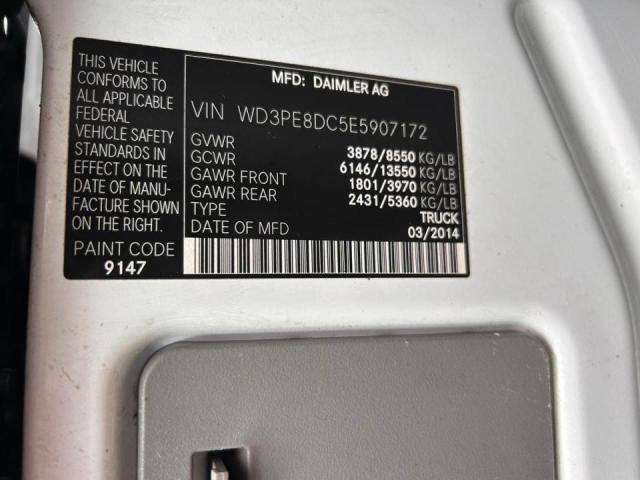 THIS VEHICLE
CONFORMS TO
ALL APPLICABLE
FEDERAL
VEHICLE SAFETY
STANDARDS IN
EFFECT ON THE
DATE OF MANU-
FACTURE SHOWN
ON THE RIGHT.
PAINT CODE
9147
MFD: DAIMLER AG
VIN WD3PE8DC5E5907172
GVWR 3878/8550 KG/LB
GCWR 6146/13550 KG/LB
GAWR FRONT 1801/3970 KG/LB
GAWR REAR 2431/5360 KG/LB
TYPE TRUCK
DATE OF MFD 03/2014